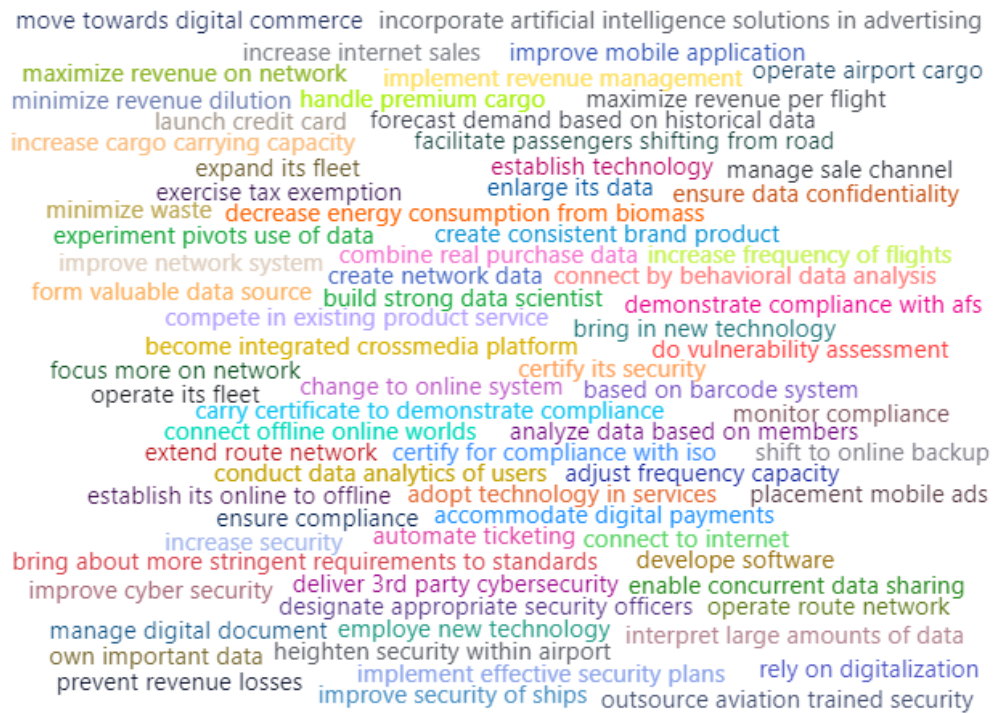 move towards digital commerce incorporate artificial intelligence solutions in advertising
increase internet sales improve mobile application
maximize revenue on network implement revenue management operate airport cargo
minimize revenue dilution handle premium cargo maximize revenue per flight
launch credit card forecast demand based on historical data
increase cargo carrying capacity facilitate passengers shifting from road
expand its fleet establish technology manage sale channel
exercise tax exemption enlarge its data ensure data confidentiality
minimize waste decrease energy consumption from biomass
experiment pivots use of data create consistent brand product
improve network system combine real purchase data increase frequency of flights
create network data connect by behavioral data analysis
form valuable data source build strong data scientist demonstrate compliance with afs
compete in existing product service bring in new technology
become integrated crossmedia platform do vulnerability assessment
focus more on network certify its security
operate its fleet change to online system based on barcode system
carry certificate to demonstrate compliance monitor compliance
connect offline online worlds analyze data based on members
extend route network certify for compliance with iso shift to online backup
conduct data analytics of users adjust frequency capacity
establish its online to offline adopt technology in services placement mobile ads
ensure compliance accommodate digital payments
increase security automate ticketing connect to internet
bring about more stringent requirements to standards develope software
improve cyber security deliver 3rd party cybersecurity enable concurrent data sharing
designate appropriate security officers operate route network
manage digital document employe new technology interpret large amounts of data
own important data heighten security within airport
implement effective security plans rely on digitalization
prevent revenue losses improve security of ships outsource aviation trained security